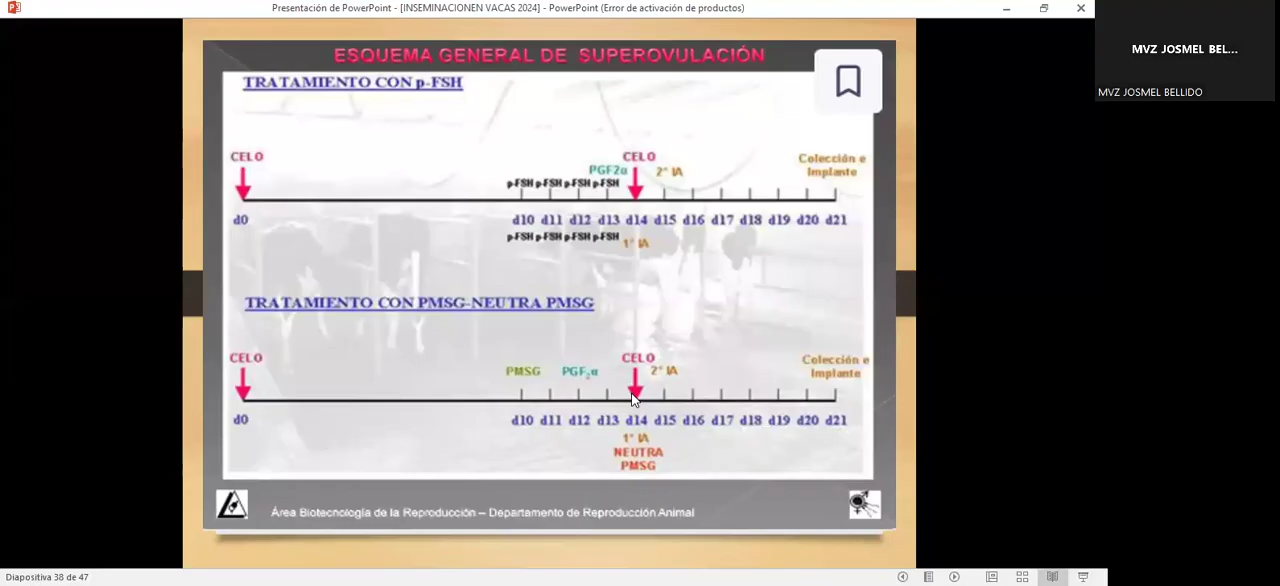 Presentación de PowerPoint - [INSEMINACIONEN VACAS 2024] - PowerPoint (Error de activación de productos)
MVZ JOSMEL BEL...
MVZ JOSMEL BELLIDO
ESQUEMA GENERAL DE SUPEROVULACIÓN
TRATAMIENTO CON p-FSH
CELO
CELO
Colección e
Implante
PGF2α
2° IA
p-FSH p-FSH p-FSH p-FSH
d0 d10 d11 d12 d13 d14 d15 d16 d17 d18 d19 d20 d21
p-FSH p-FSH p-FSH p-FSH
1° IA
TRATAMIENTO CON PMSG-NEUTRA PMSG
CELO
CELO
Colección e
Implante
PMSG PGF2α 2° IA
d0 d10 d11 d12 d13 d14 d15 d16 d17 d18 d19 d20 d21
1° IA
NEUTRA
PMSG
Área Biotecnología de la Reproducción – Departamento de Reproducción Animal
Diapositiva 38 de 47